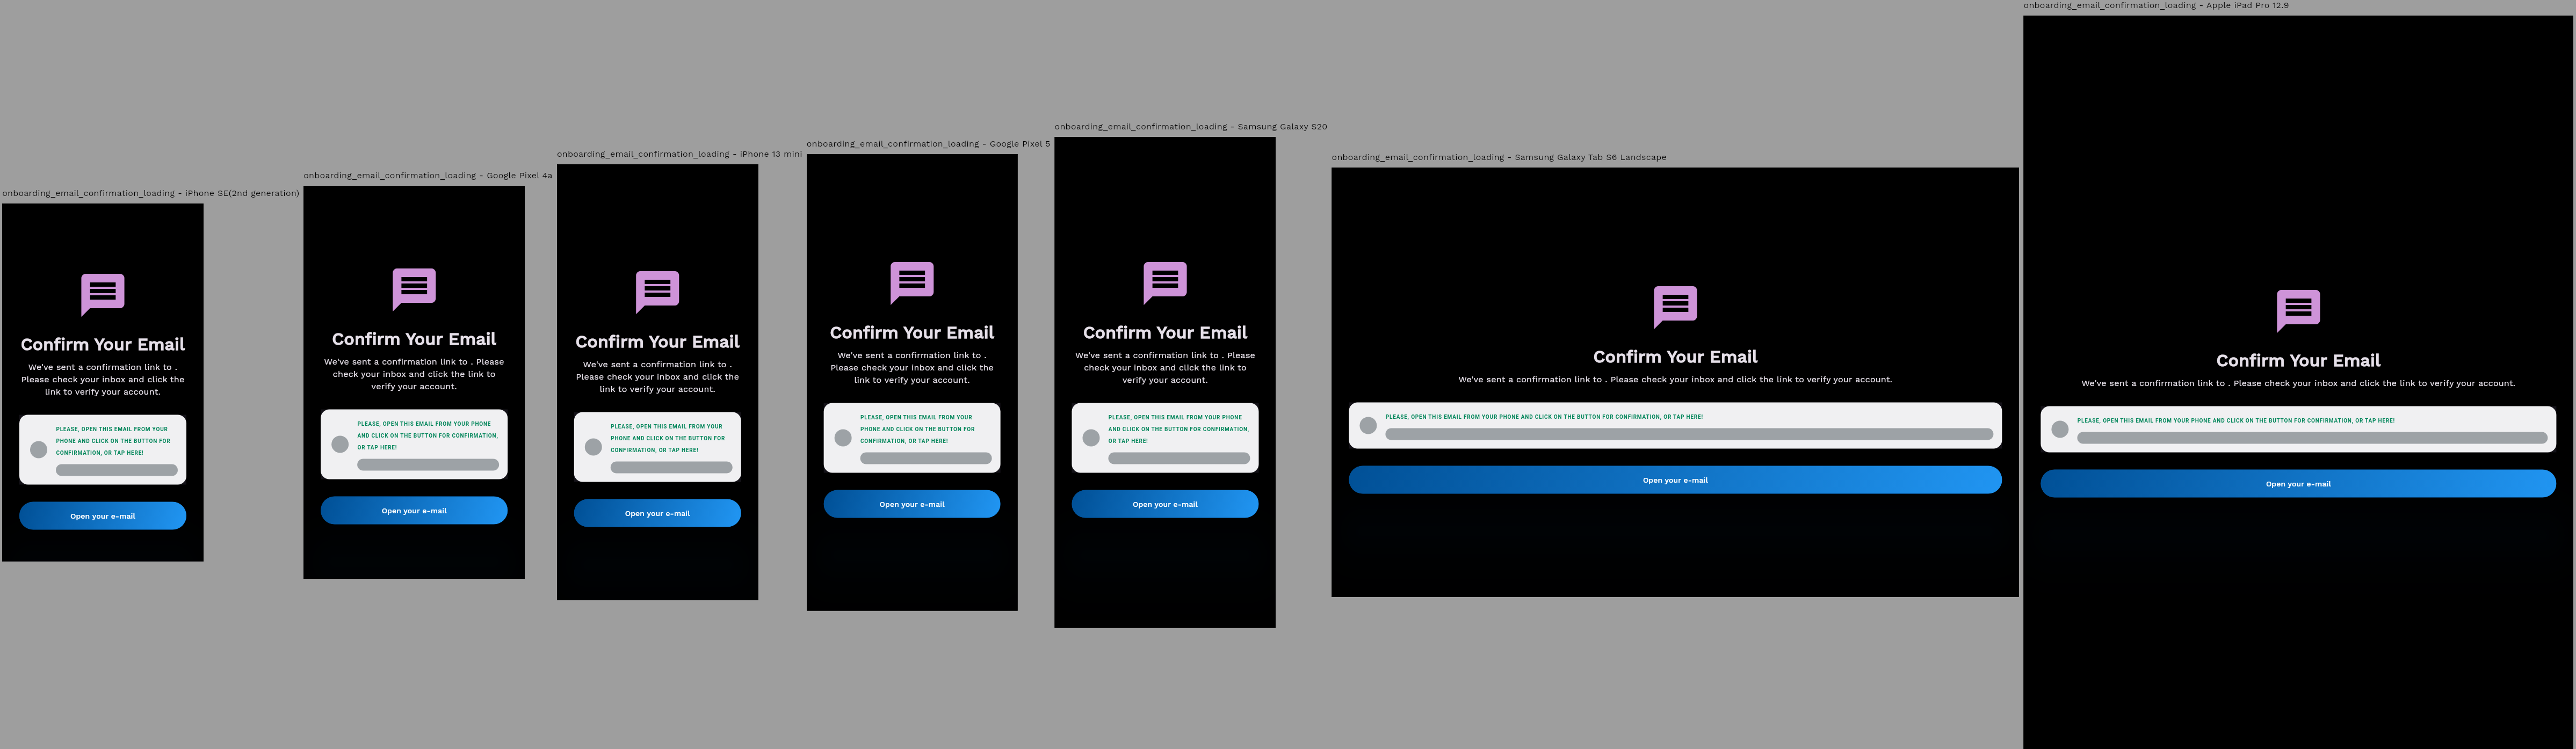 onboarding_email_confirmation_loading - iPhone SE(2nd generation)
Confirm Your Email
We've sent a confirmation link to .
Please check your inbox and click the
link to verify your account.
PLEASE, OPEN THIS EMAIL FROM YOUR
PHONE AND CLICK ON THE BUTTON FOR
CONFIRMATION, OR TAP HERE!
Open your e-mail
onboarding_email_confirmation_loading - Google Pixel 4a
Confirm Your Email
We've sent a confirmation link to . Please
check your inbox and click the link to
verify your account.
PLEASE, OPEN THIS EMAIL FROM YOUR PHONE
AND CLICK ON THE BUTTON FOR CONFIRMATION,
OR TAP HERE!
Open your e-mail
onboarding_email_confirmation_loading - iPhone 13 mini
Confirm Your Email
We've sent a confirmation link to .
Please check your inbox and click the
link to verify your account.
PLEASE, OPEN THIS EMAIL FROM YOUR
PHONE AND CLICK ON THE BUTTON FOR
CONFIRMATION, OR TAP HERE!
Open your e-mail
onboarding_email_confirmation_loading - Google Pixel 5
Confirm Your Email
We've sent a confirmation link to .
Please check your inbox and click the
link to verify your account.
PLEASE, OPEN THIS EMAIL FROM YOUR
PHONE AND CLICK ON THE BUTTON FOR
CONFIRMATION, OR TAP HERE!
Open your e-mail
onboarding_email_confirmation_loading - Samsung Galaxy S20
Confirm Your Email
We've sent a confirmation link to . Please
check your inbox and click the link to
verify your account.
PLEASE, OPEN THIS EMAIL FROM YOUR PHONE
AND CLICK ON THE BUTTON FOR CONFIRMATION,
OR TAP HERE!
Open your e-mail
onboarding_email_confirmation_loading - Samsung Galaxy Tab S6 Landscape
Confirm Your Email
We've sent a confirmation link to . Please check your inbox and click the link to verify your account.
PLEASE, OPEN THIS EMAIL FROM YOUR PHONE AND CLICK ON THE BUTTON FOR CONFIRMATION, OR TAP HERE!
Open your e-mail
onboarding_email_confirmation_loading - Apple iPad Pro 12.9
Confirm Your Email
We've sent a confirmation link to . Please check your inbox and click the link to verify your account.
PLEASE, OPEN THIS EMAIL FROM YOUR PHONE AND CLICK ON THE BUTTON FOR CONFIRMATION, OR TAP HERE!
Open your e-mail